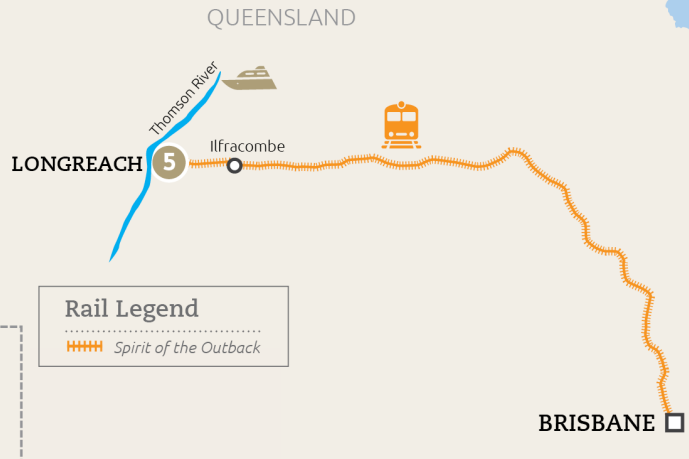 QUEENSLAND
Thomson River
Ilfracombe
LONGREACH
5
Rail Legend
Spirit of the Outback
BRISBANE